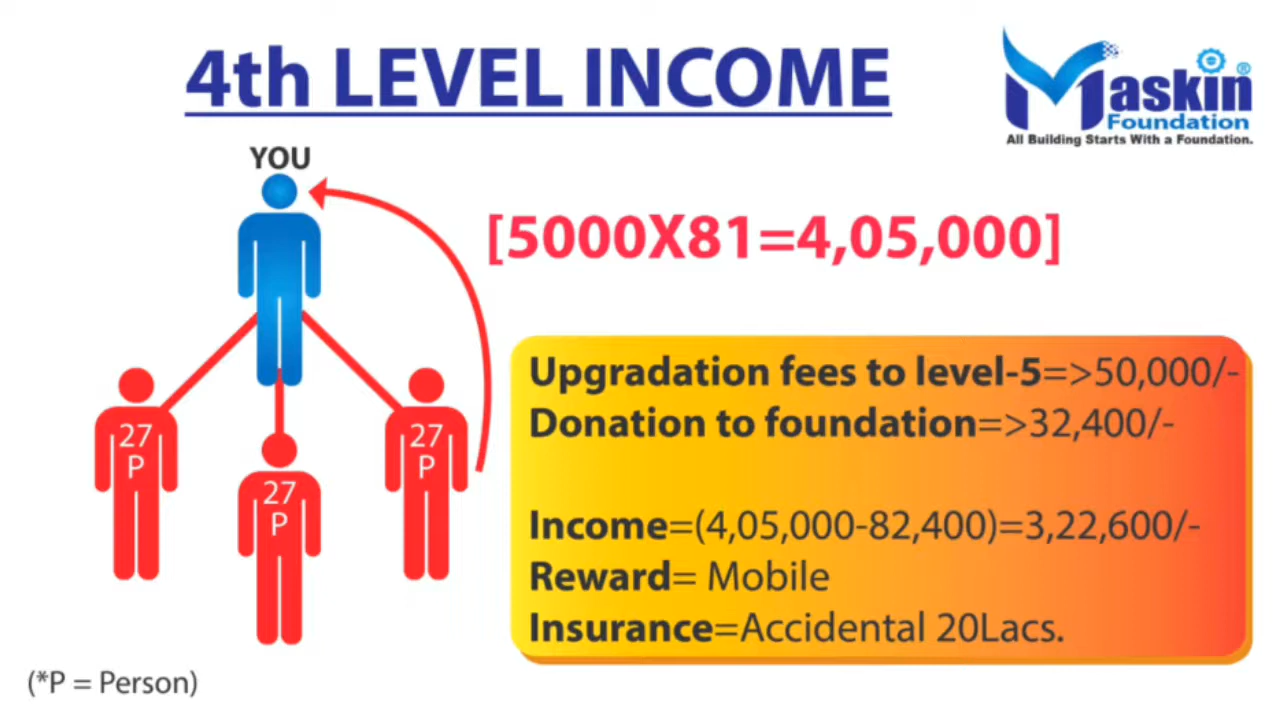 4th LEVEL INCOME
Maskin®
Foundation
All Building Starts With a Foundation.
YOU
[5000X81=4,05,000]
27
P
27
P
27
P
Upgradation fees to level-5=>50,000/-
Donation to foundation=>32,400/-
Income=(4,05,000-82,400)=3,22,600/-
Reward= Mobile
Insurance=Accidental 20Lacs.
(*P = Person)